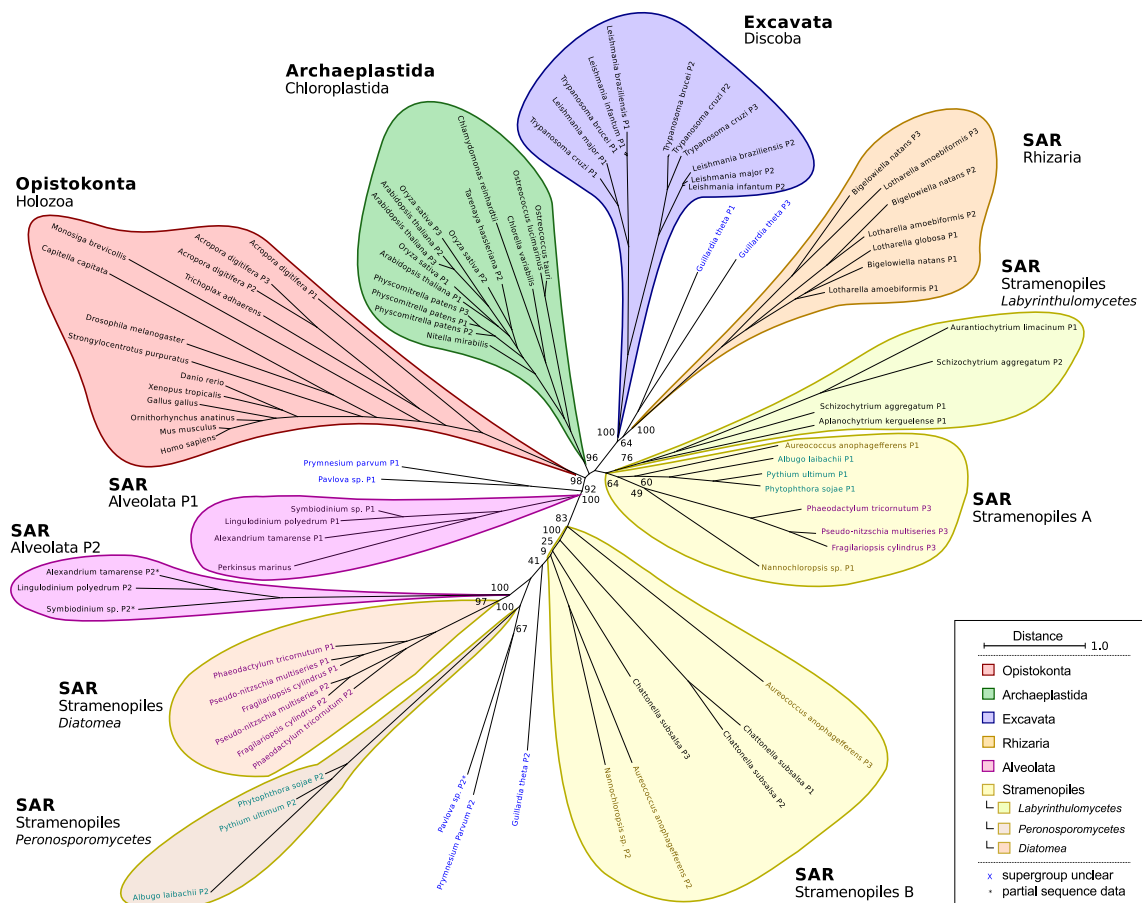 Excavata
Discoba
Archaeplastida
Chloroplastida
SAR
Rhizaria
Opistokonta
Holozoa
SAR
Stramenopiles
Labyrinthulomycetes
SAR
Alveolata P1
SAR
Alveolata P2
SAR
Stramenopiles A
SAR
Stramenopiles
Diatomea
SAR
Stramenopiles
Peronosporomycetes
SAR
Stramenopiles B
Trypanosoma cruzi P1
Leishmania major P1
Trypanosoma brucei P1
Leishmania infantum P1
Leishmania braziliensis P1
Trypanosoma brucei P2
Trypanosoma cruzi P2
Trypanosoma cruzi P3
Leishmania braziliensis P2
Leishmania major P2
Leishmania infantum P2
Guillardia theta P1
Guillardia theta P3
Bigelowiella natans P3
Lotharella amoebiformis P3
Bigelowiella natans P2
Lotharella amoebiformis P2
Lotharella globosa P1
Bigelowiella natans P1
Lotharella amoebiformis P1
Aurantiochytrium limacinum P1
Schizochytrium aggregatum P2
Schizochytrium aggregatum P1
Aplanochytrium kerguelense P1
Aureococcus anophagefferens P1
Albugo laibachii P1
Pythium ultimum P1
Phytophthora sojae P1
Phaeodactylum tricornutum P3
Pseudo-nitzschia multiseries P3
Fragilariopsis cylindrus P3
Nannochloropsis sp. P1
Ostreococcus tauri
Ostreococcus lucimarinus
Chlorella variabilis
Chlamydomonas reinhardtii
Tarenaya hassleriana P2
Oryza sativa P2
Oryza sativa P3
Arabidopsis thaliana P2
Arabidopsis thaliana P3
Oryza sativa P1
Arabidopsis thaliana P1
Physcomitrella patens P3
Physcomitrella patens P1
Physcomitrella patens P2
Nitella mirabilis
Acropora digitifera P1
Acropora digitifera P3
Acropora digitifera P2
Trichoplax adhaerens
Monosiga brevicollis
Capitella capitata
Drosophila melanogaster
Strongylocentrotus purpuratus
Danio rerio
Xenopus tropicalis
Gallus gallus
Ornithorhynchus anatinus
Mus musculus
Homo sapiens
Prymnesium parvum P1
Pavlova sp. P1
Symbiodinium sp. P1
Lingulodinium polyedrum P1
Alexandrium tamarense P1
Perkinsus marinus
Alexandrium tamarense P2*
Lingulodinium polyedrum P2
Symbiodinium sp. P2*
Phaeodactylum tricornutum P1
Pseudo-nitzschia multiseries P1
Fragilariopsis cylindrus P1
Pseudo-nitzschia multiseries P2
Fragilariopsis cylindrus P2
Phaeodactylum tricornutum P2
Phytophthora sojae P2
Pythium ultimum P2
Albugo laibachii P2
Pavlova sp. P2*
Prymnesium Parvum P2
Guillardia theta P2
Nannochloropsis sp. P2
Aureococcus anophagefferens P2
Chattonella subsalsa P3
Chattonella subsalsa P2
Chattonella subsalsa P1
Aureococcus anophagefferens P3
100
64
100
76
96
98
92
100
64
60
49
83
100
25
9
41
100
97
100
67
Distance
1.0
Opistokonta
Archaeplastida
Excavata
Rhizaria
Alveolata
Stramenopiles
Labyrinthulomycetes
Peronosporomycetes
Diatomea
x supergroup unclear
* partial sequence data